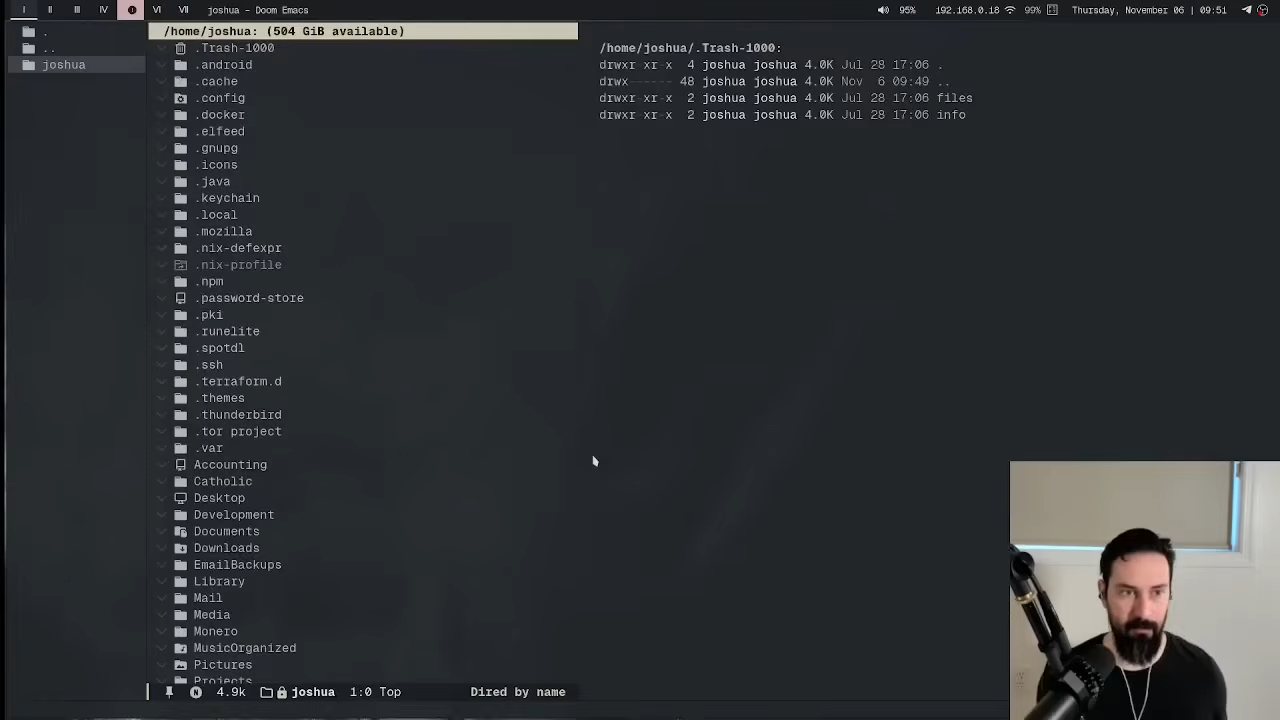 I II III IV VI VII joshua - Doom Emacs 95% 192.168.0.18 99% Thursday, November 06 | 09:51
.
..
joshua
/home/joshua: (504 GiB available)
.Trash-1000
.android
.cache
.config
.docker
.elfeed
.gnupg
.icons
.java
.keychain
.local
.mozilla
.nix-defexpr
.nix-profile
.npm
.password-store
.pki
.runelite
.spotdl
.ssh
.terraform.d
.themes
.thunderbird
.tor project
.var
Accounting
Catholic
Desktop
Development
Documents
Downloads
EmailBackups
Library
Mail
Media
Monero
MusicOrganized
Pictures
Projects
/home/joshua/.Trash-1000:
drwxr-xr-x 4 joshua joshua 4.0K Jul 28 17:06 .
drwx------ 48 joshua joshua 4.0K Nov 6 09:49 ..
drwxr-xr-x 2 joshua joshua 4.0K Jul 28 17:06 files
drwxr-xr-x 2 joshua joshua 4.0K Jul 28 17:06 info
N 4.9k joshua 1:0 Top Dired by name